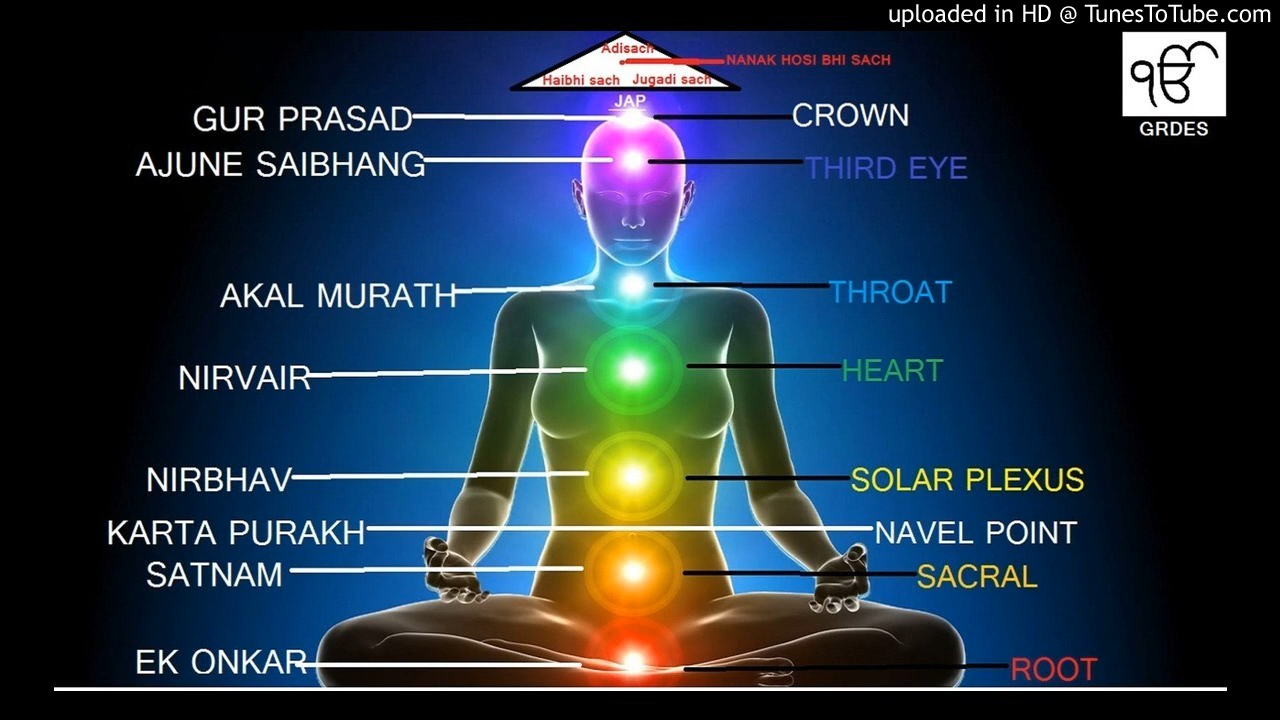 uploaded in HD @ TunesToTube.com
Adisach
NANAK HOSI BHI SACH
Haibhi sach Jugadi sach
JAP
ੴ
GRDES
GUR PRASAD
CROWN
AJUNE SAIBHANG
THIRD EYE
AKAL MURATH
THROAT
NIRVAIR
HEART
NIRBHAV
SOLAR PLEXUS
KARTA PURAKH
NAVEL POINT
SATNAM
SACRAL
EK ONKAR
ROOT